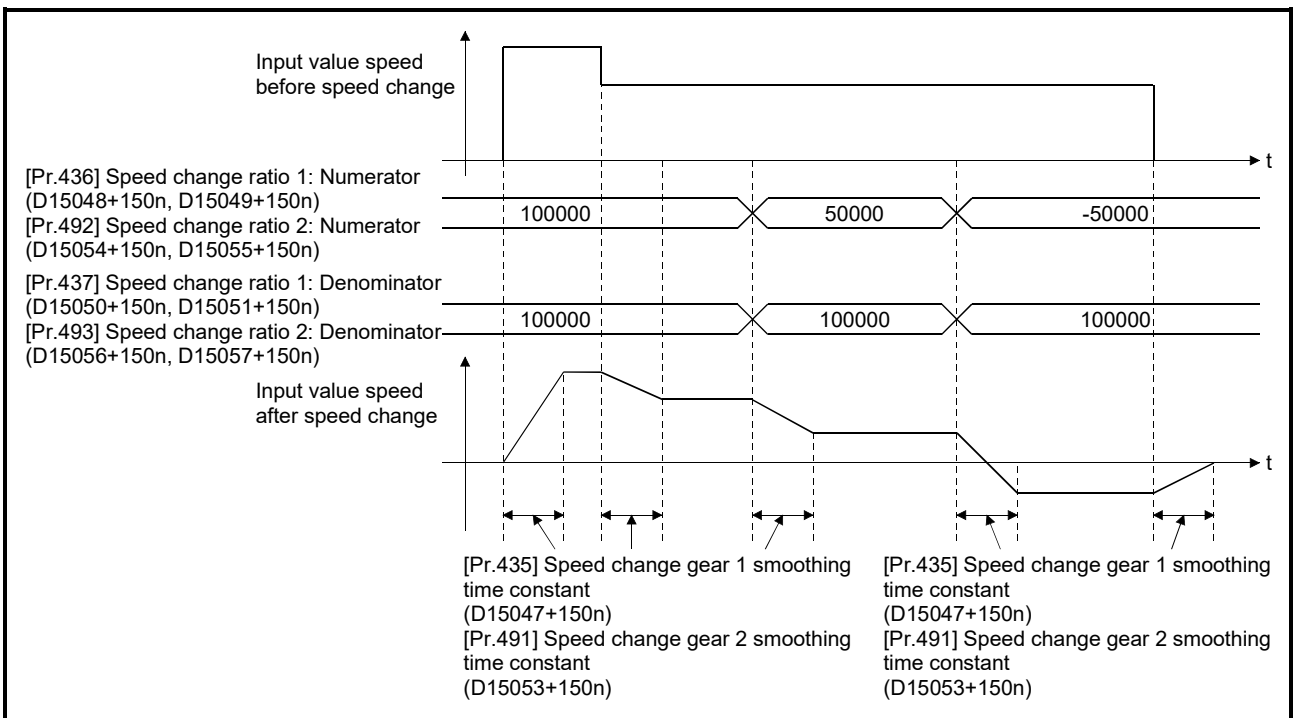 Input value speed
before speed change
t
[Pr.436] Speed change ratio 1: Numerator
(D15048+150n, D15049+150n)
[Pr.492] Speed change ratio 2: Numerator
(D15054+150n, D15055+150n)
100000
50000
-50000
[Pr.437] Speed change ratio 1: Denominator
(D15050+150n, D15051+150n)
[Pr.493] Speed change ratio 2: Denominator
(D15056+150n, D15057+150n)
100000
100000
100000
Input value speed
after speed change
t
[Pr.435] Speed change gear 1 smoothing
time constant
(D15047+150n)
[Pr.491] Speed change gear 2 smoothing
time constant
(D15053+150n)
[Pr.435] Speed change gear 1 smoothing
time constant
(D15047+150n)
[Pr.491] Speed change gear 2 smoothing
time constant
(D15053+150n)